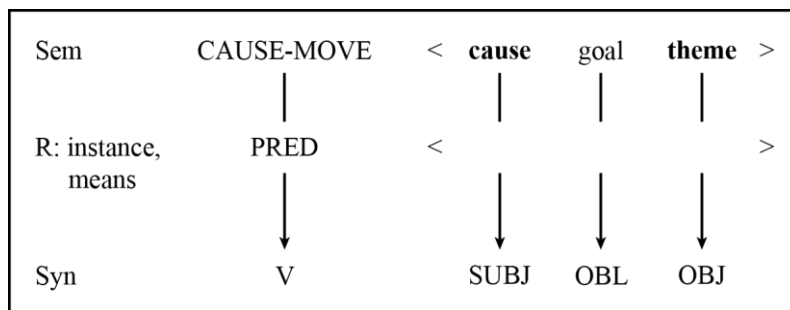 Sem CAUSE-MOVE < cause goal theme >
R: instance, PRED < >
means
Syn V SUBJ OBL OBJ